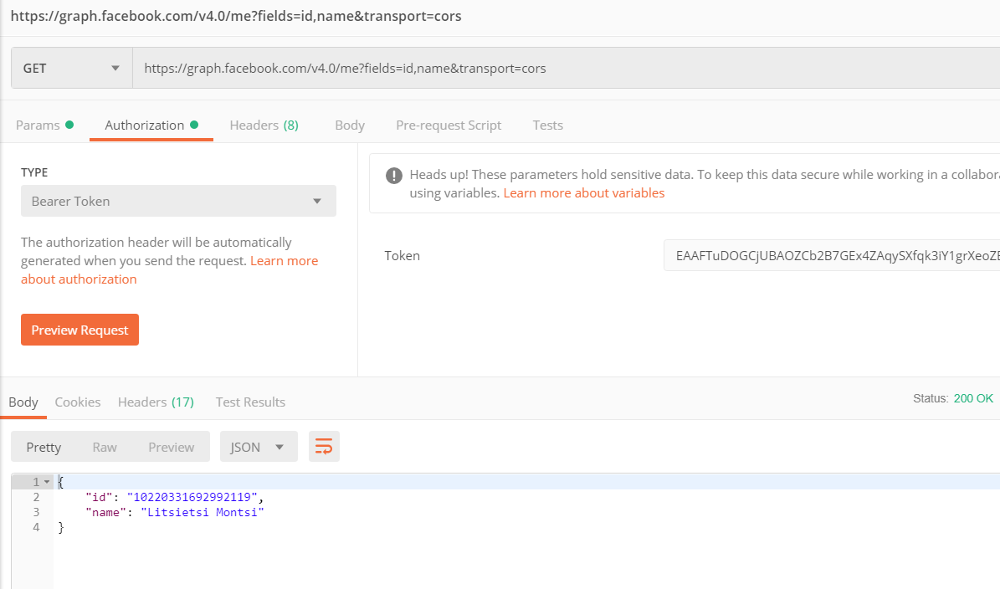 https://graph.facebook.com/v4.0/me?fields=id,name&transport=cors
GET https://graph.facebook.com/v4.0/me?fields=id,name&transport=cors
Params Authorization Headers (8) Body Pre-request Script Tests
TYPE
Bearer Token
The authorization header will be automatically
generated when you send the request. Learn more
about authorization
Preview Request
Heads up! These parameters hold sensitive data. To keep this data secure while working in a collabora
using variables. Learn more about variables
Token EAAFTuDOGCjUBAOZCb2B7GEx4ZAqySXfqk3iY1grXeoZE
Body Cookies Headers (17) Test Results Status: 200 OK
Pretty Raw Preview JSON
1 {
2 "id": "10220331692992119",
3 "name": "Litsietsi Montsi"
4 }